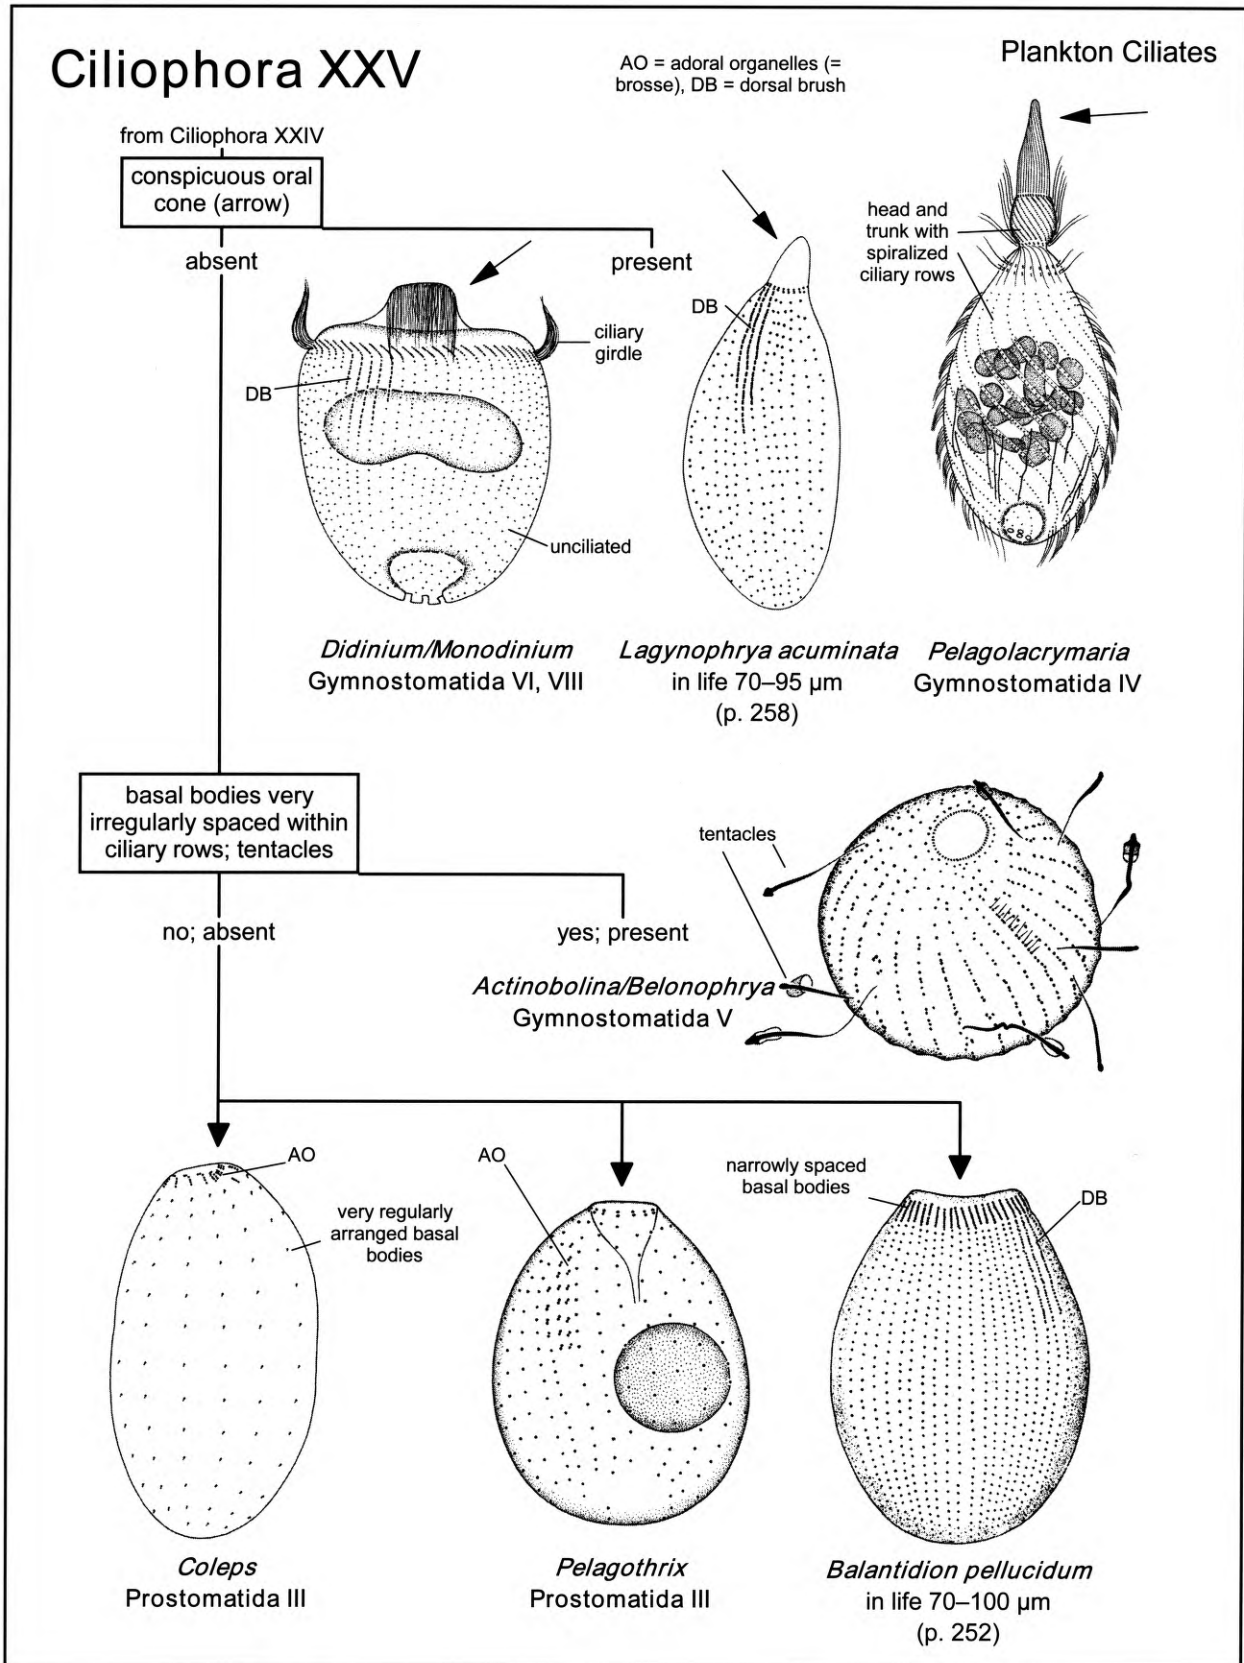 Ciliophora XXV
AO = adoral organelles (=
brosse), DB = dorsal brush
Plankton Ciliates
from Ciliophora XXIV
conspicuous oral
cone (arrow)
absent
present
DB
ciliary
girdle
unciliated
DB
head and
trunk with
spiralized
ciliary rows
Didinium/Monodinium
Gymnostomatida VI, VIII
Lagynophrya acuminata
in life 70–95 µm
(p. 258)
Pelagolacrymaria
Gymnostomatida IV
basal bodies very
irregularly spaced within
ciliary rows; tentacles
no; absent
yes; present
tentacles
Actinobolina/Belonophrya
Gymnostomatida V
AO
very regularly
arranged basal
bodies
AO
narrowly spaced
basal bodies
DB
Coleps
Prostomatida III
Pelagothrix
Prostomatida III
Balantidion pellucidum
in life 70–100 µm
(p. 252)